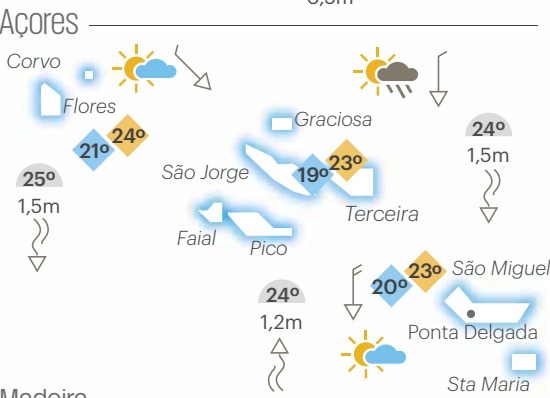 Açores
Corvo
Flores
21º 24º
25º
1,5m
Graciosa
São Jorge
19º 23º
Terceira
Faial
Pico
24º
1,5m
24º
1,2m
20º 23º
São Miguel
Ponta Delgada
Sta Maria